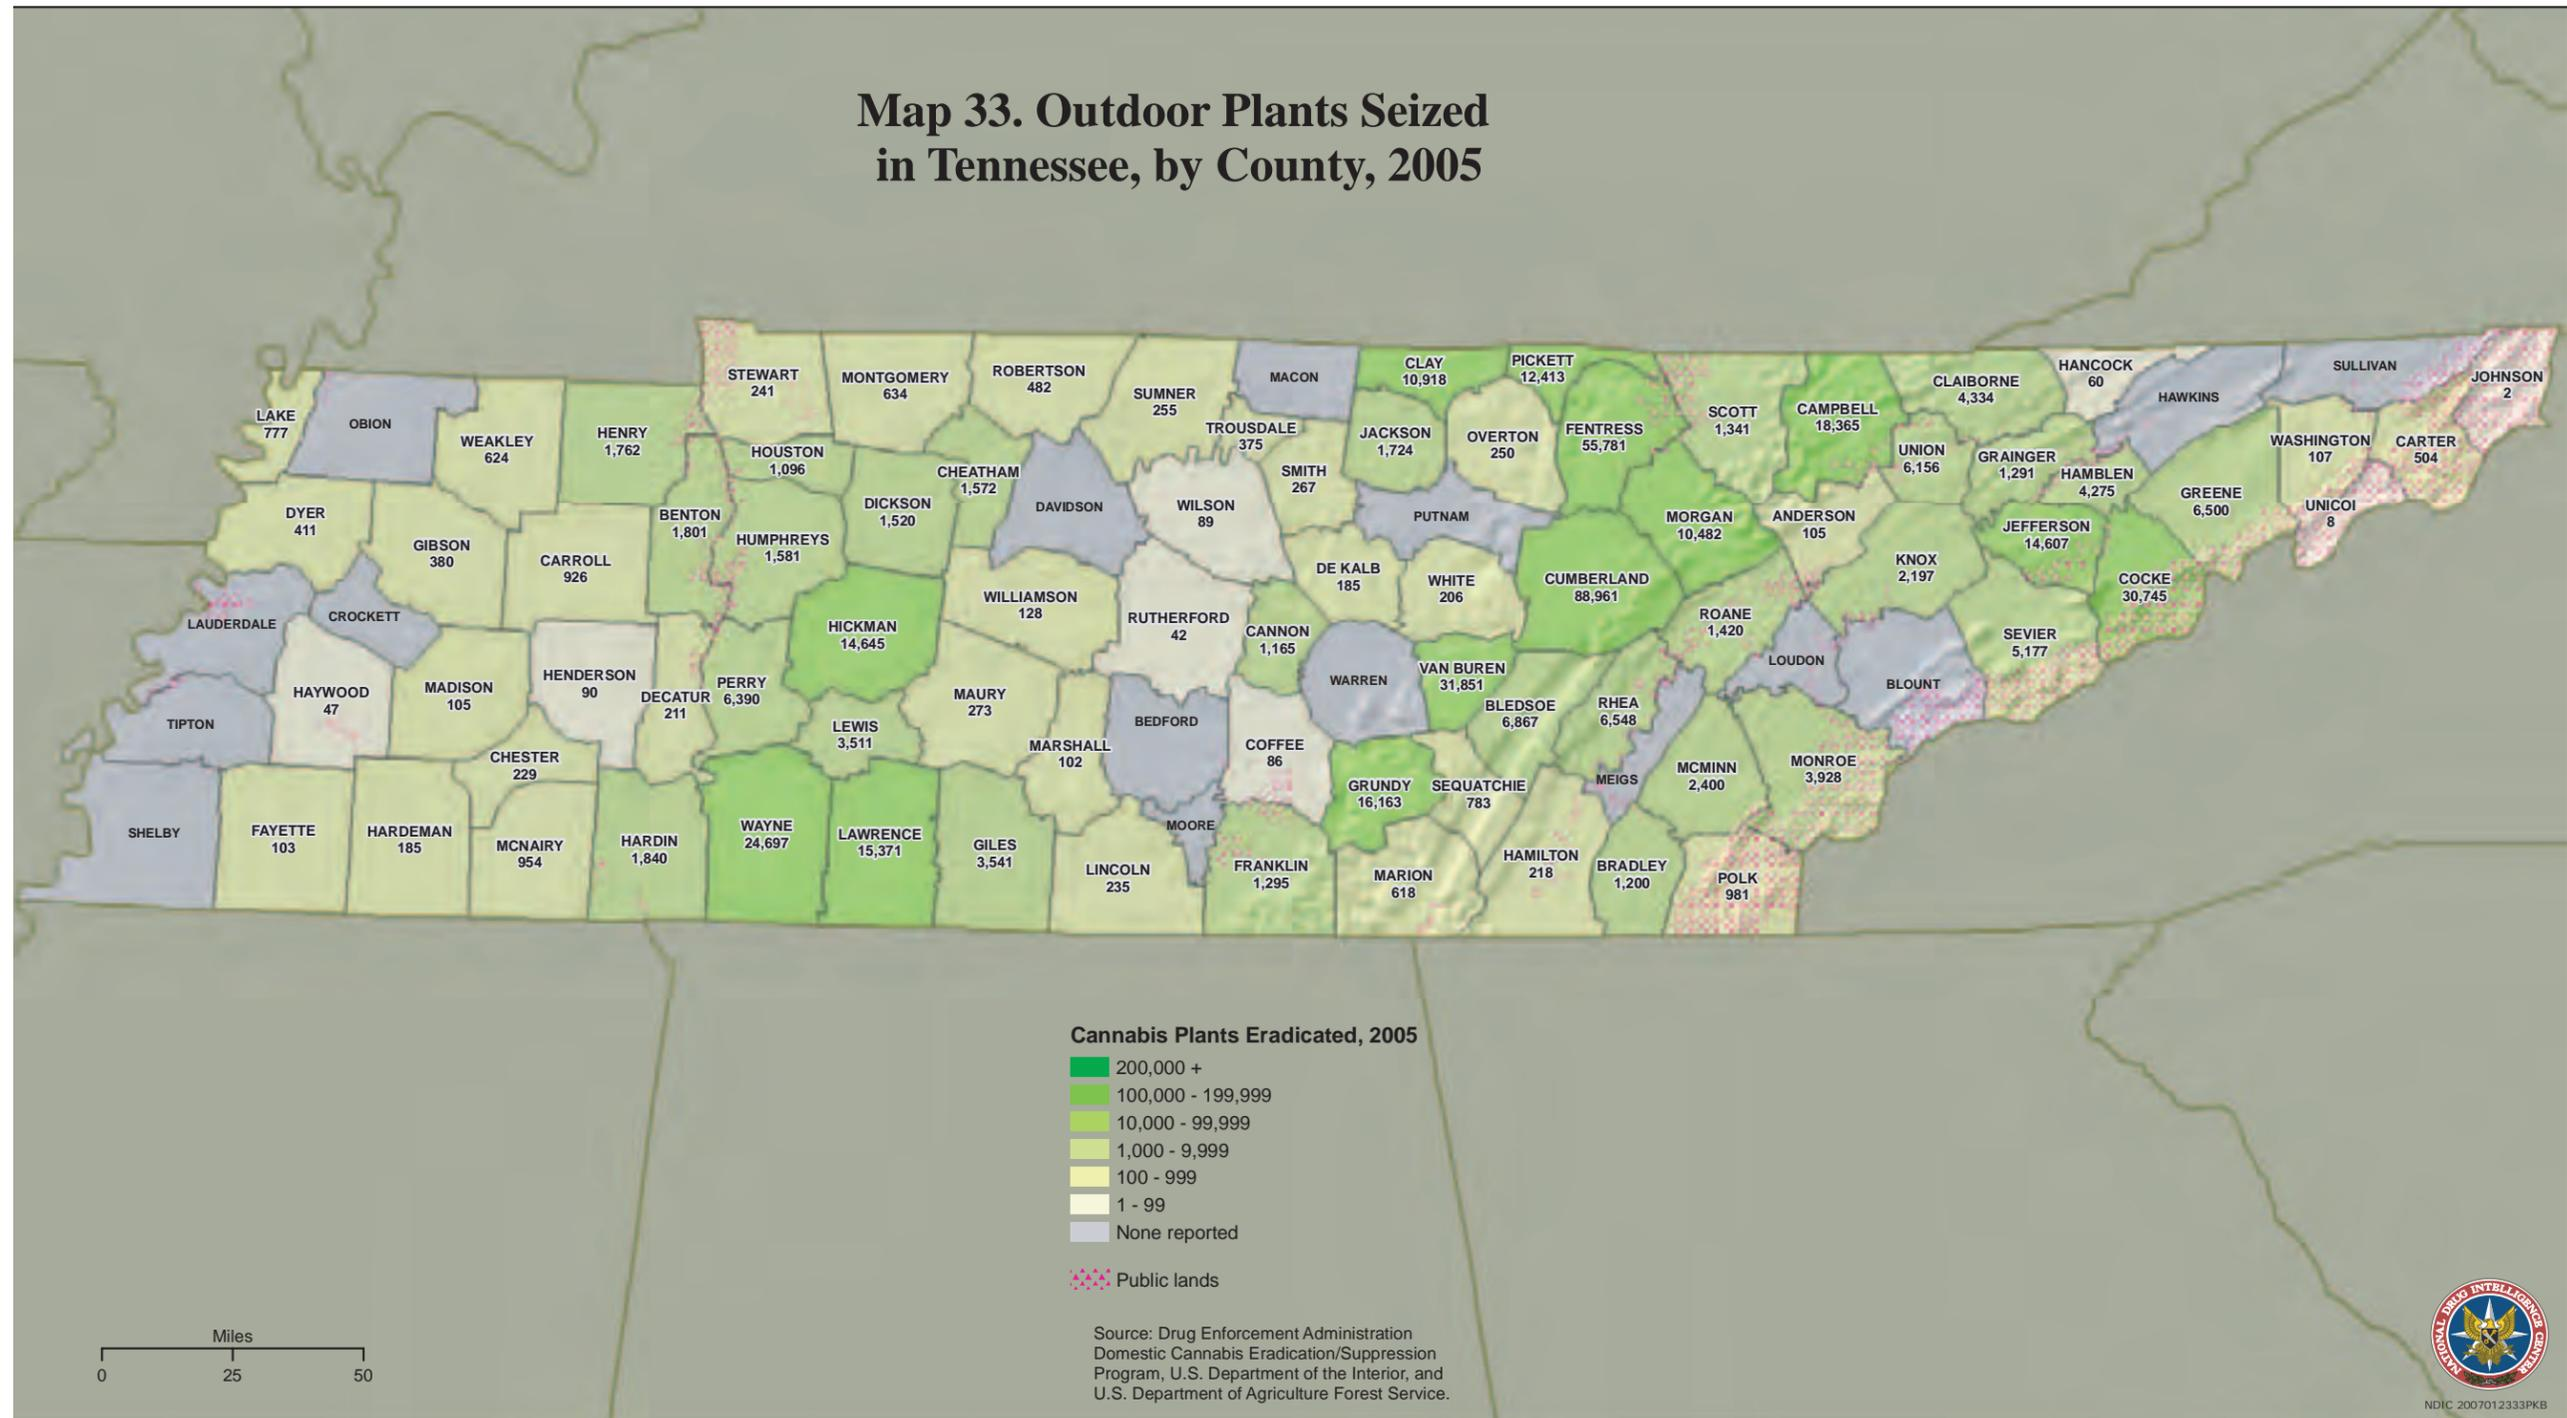 Map 33. Outdoor Plants Seized
in Tennessee, by County, 2005
LAKE
777
OBION
WEAKLEY
624
HENRY
1,762
STEWART
241
MONTGOMERY
634
ROBERTSON
482
SUMNER
255
MACON
TROUSDALE
375
CLAY
10,918
PICKETT
12,413
JACKSON
1,724
OVERTON
250
FENTRESS
55,781
SCOTT
1,341
CAMPBELL
18,365
CLAIBORNE
4,334
HANCOCK
60
HAWKINS
SULLIVAN
JOHNSON
2
UNION
6,156
GRAINGER
1,291
HAMBLEN
4,275
GREENE
6,500
WASHINGTON
107
CARTER
504
UNICOI
8
DYER
411
GIBSON
380
CARROLL
926
BENTON
1,801
HOUSTON
1,096
HUMPHREYS
1,581
DICKSON
1,520
CHEATHAM
1,572
DAVIDSON
WILSON
89
SMITH
267
PUTNAM
DE KALB
185
WHITE
206
CUMBERLAND
88,961
MORGAN
10,482
ANDERSON
105
KNOX
2,197
JEFFERSON
14,607
COCKE
30,745
SEVIER
5,177
LAUDERDALE
CROCKETT
HAYWOOD
47
MADISON
105
HENDERSON
90
DECATUR
211
PERRY
6,390
HICKMAN
14,645
WILLIAMSON
128
RUTHERFORD
42
CANNON
1,165
WARREN
VAN BUREN
31,851
BLEDSOE
6,867
RHEA
6,548
ROANE
1,420
LOUDON
BLOUNT
TIPTON
CHESTER
229
LEWIS
3,511
MAURY
273
MARSHALL
102
BEDFORD
COFFEE
86
GRUNDY
16,163
SEQUATCHIE
783
MEIGS
MCMINN
2,400
MONROE
3,928
SHELBY
FAYETTE
103
HARDEMAN
185
MCNAIRY
954
HARDIN
1,840
WAYNE
24,697
LAWRENCE
15,371
GILES
3,541
LINCOLN
235
MOORE
FRANKLIN
1,295
MARION
618
HAMILTON
218
BRADLEY
1,200
POLK
981
Cannabis Plants Eradicated, 2005
200,000 +
100,000 - 199,999
10,000 - 99,999
1,000 - 9,999
100 - 999
1 - 99
None reported
Public lands
Miles
0 25 50
Source: Drug Enforcement Administration
Domestic Cannabis Eradication/Suppression
Program, U.S. Department of the Interior, and
U.S. Department of Agriculture Forest Service.
NATIONAL DRUG INTELLIGENCE CENTER
NDIC 2007012333PKB